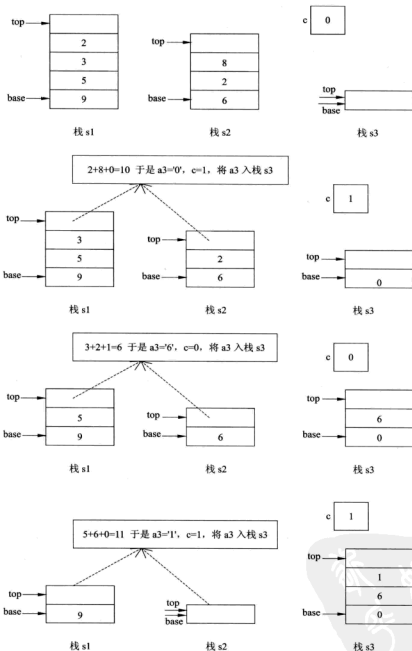 top
2
3
5
base
9
栈 s1
top
8
2
base
6
栈 s2
c
0
top
base
栈 s3
2+8+0=10 于是 a3='0'，c=1，将 a3 入栈 s3
c
1
top
3
5
base
9
栈 s1
top
2
base
6
栈 s2
top
base
0
栈 s3
3+2+1=6 于是 a3='6'，c=0，将 a3 入栈 s3
c
0
top
5
base
9
栈 s1
top
base
6
栈 s2
top
6
base
0
栈 s3
5+6+0=11 于是 a3='1'，c=1，将 a3 入栈 s3
c
1
top
base
9
栈 s1
top
base
栈 s2
top
1
6
base
0
栈 s3